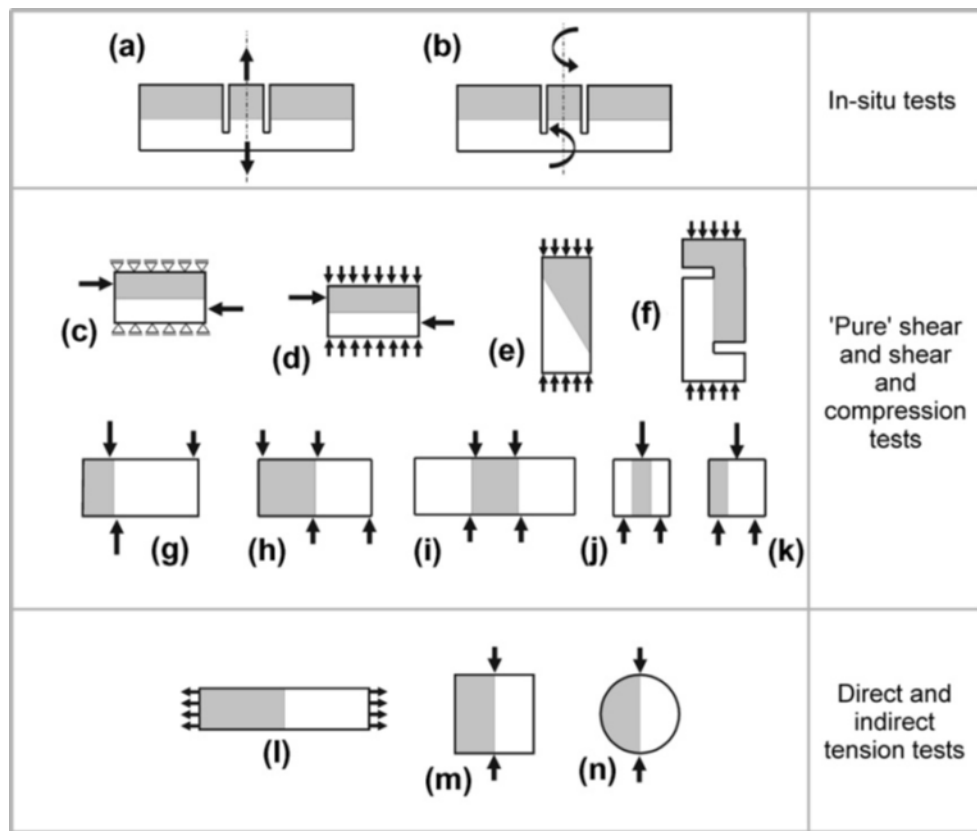 (a)
(b)
In-situ tests
(c)
(d)
(e)
(f)
(g)
(h)
(i)
(j)
(k)
'Pure' shear
and shear
and
compression
tests
(l)
(m)
(n)
Direct and
indirect
tension tests